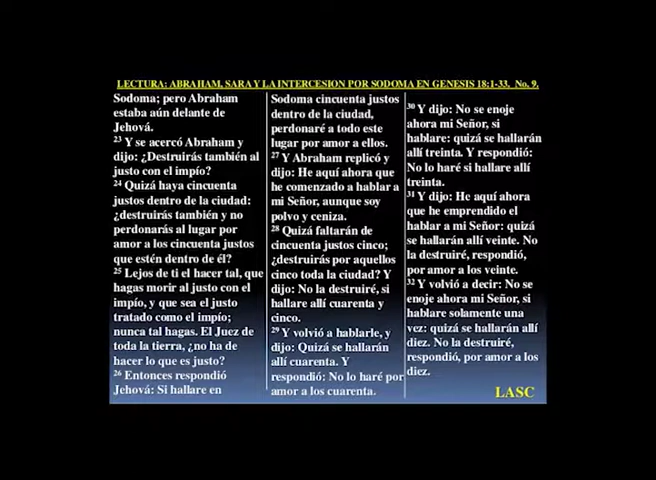 LECTURA: ABRAHAM, SARA Y LA INTERCESION POR SODOMA EN GENESIS 18:1-33. No. 9.
Sodoma; pero Abraham
estaba aún delante de
Jehová.
23 Y se acercó Abraham y
dijo: ¿Destruirás también al
justo con el impío?
24 Quizá haya cincuenta
justos dentro de la ciudad:
¿destruirás también y no
perdonarás al lugar por
amor a los cincuenta justos
que estén dentro de él?
25 Lejos de ti el hacer tal, que
hagas morir al justo con el
impío, y que sea el justo
tratado como el impío;
nunca tal hagas. El Juez de
toda la tierra, ¿no ha de
hacer lo que es justo?
26 Entonces respondió
Jehová: Si hallare en
Sodoma cincuenta justos
dentro de la ciudad,
perdonaré a todo este
lugar por amor a ellos.
27 Y Abraham replicó y
dijo: He aquí ahora que
he comenzado a hablar a
mi Señor, aunque soy
polvo y ceniza.
28 Quizá faltarán de
cincuenta justos cinco;
¿destruirás por aquellos
cinco toda la ciudad? Y
dijo: No la destruiré, si
hallare allí cuarenta y
cinco.
29 Y volvió a hablarle, y
dijo: Quizá se hallarán
allí cuarenta. Y
respondió: No lo haré por
amor a los cuarenta.
30 Y dijo: No se enoje
ahora mi Señor, si
hablare: quizá se hallarán
allí treinta. Y respondió:
No lo haré si hallare allí
treinta.
31 Y dijo: He aquí ahora
que he emprendido el
hablar a mi Señor: quizá
se hallarán allí veinte. No
la destruiré, respondió,
por amor a los veinte.
32 Y volvió a decir: No se
enoje ahora mi Señor, si
hablare solamente una
vez: quizá se hallarán allí
diez. No la destruiré,
respondió, por amor a los
diez.
LASC